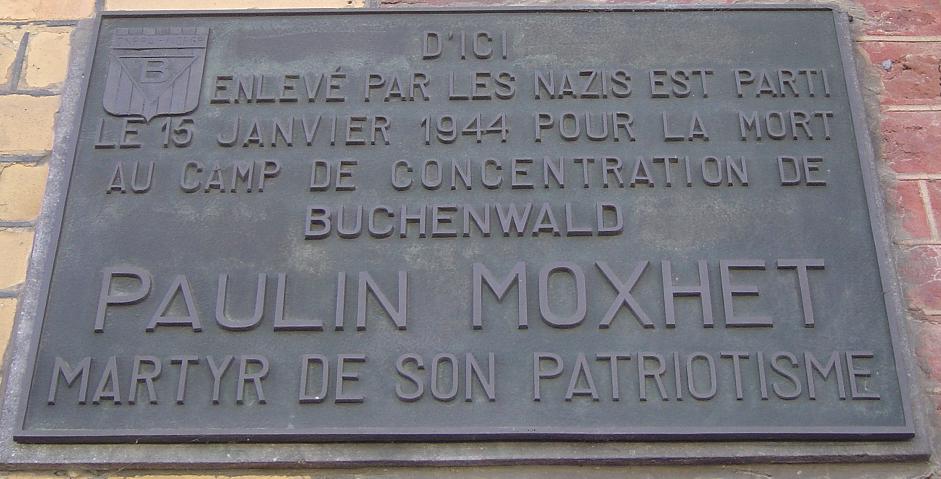 D'ICI
B
ENLEVÉ PAR LES NAZIS EST PARTI
LE 15 JANVIER 1944 POUR LA MORT
AU CAMP DE CONCENTRATION DE
BUCHENWALD
PAULIN MOXHET
MARTYR DE SON PATRIOTISME